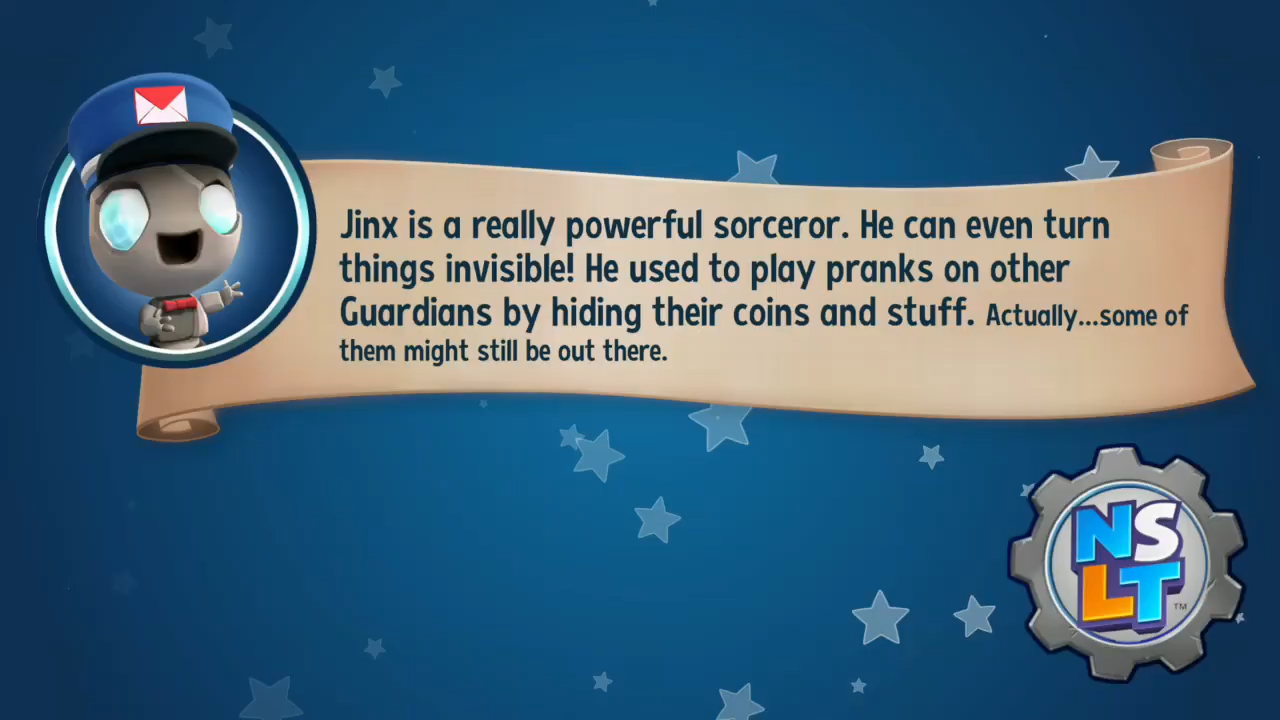 Jinx is a really powerful sorceror. He can even turn
things invisible! He used to play pranks on other
Guardians by hiding their coins and stuff. Actually...some of
them might still be out there.
NS
LT
TM